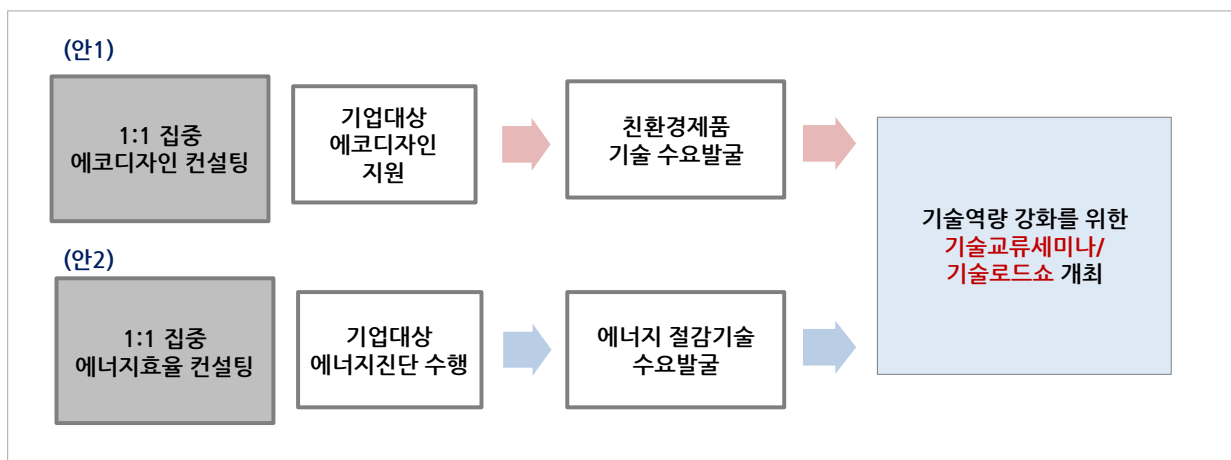 (안1)
1:1 집중
에코디자인 컨설팅
기업대상
에코디자인
지원
친환경제품
기술 수요발굴
(안2)
1:1 집중
에너지효율 컨설팅
기업대상
에너지진단 수행
에너지 절감기술
수요발굴
기술역량 강화를 위한
기술교류세미나/
기술로드쇼 개최